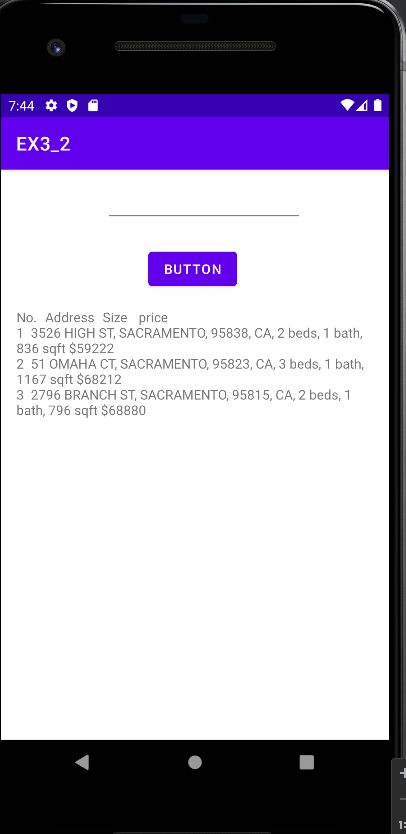 7:44
EX3_2
BUTTON
No. Address Size price
1 3526 HIGH ST, SACRAMENTO, 95838, CA, 2 beds, 1 bath,
836 sqft $59222
2 51 OMAHA CT, SACRAMENTO, 95823, CA, 3 beds, 1 bath,
1167 sqft $68212
3 2796 BRANCH ST, SACRAMENTO, 95815, CA, 2 beds, 1
bath, 796 sqft $68880